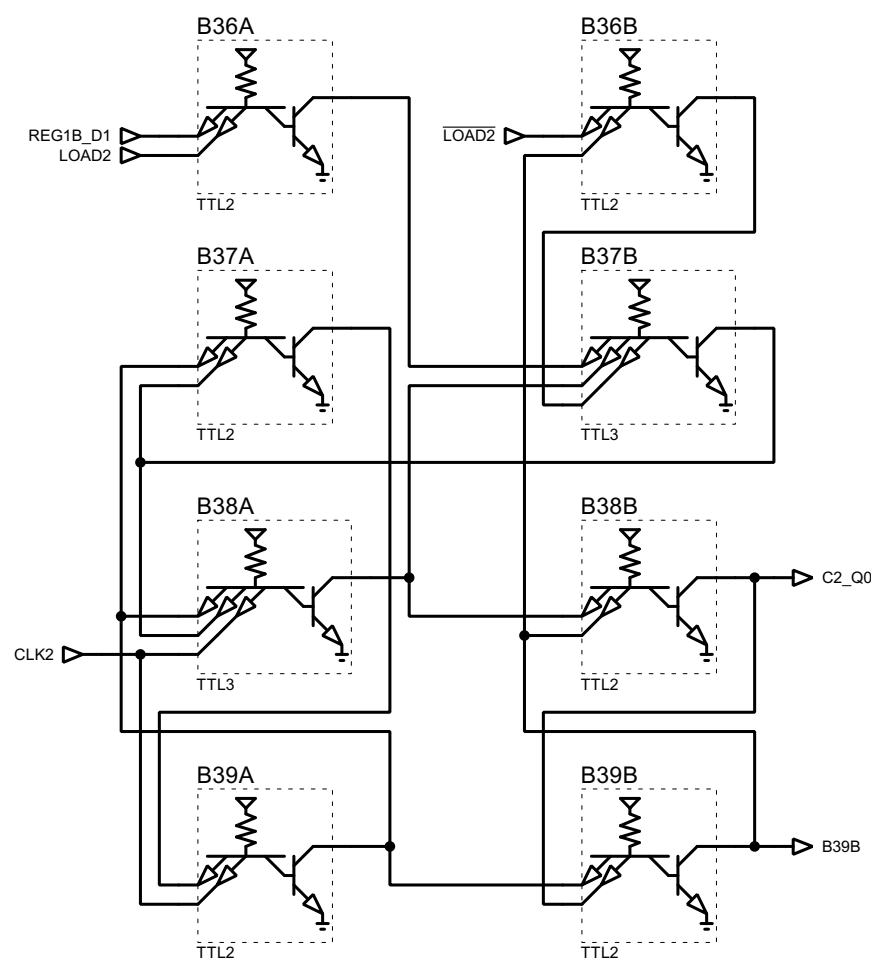 B36A
B36B
REG1B_D1
LOAD2
LOAD2
TTL2
TTL2
B37A
B37B
TTL2
TTL3
B38A
B38B
C2_Q0
CLK2
TTL3
TTL2
B39A
B39B
B39B
TTL2
TTL2